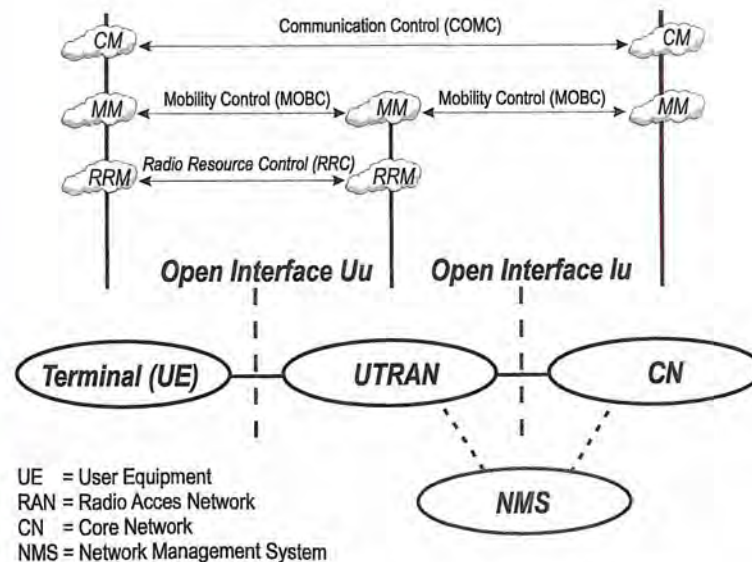 Communication Control (COMC)
CM
CM
Mobility Control (MOBC)
Mobility Control (MOBC)
MM
MM
MM
Radio Resource Control (RRC)
RRM
RRM
Open Interface Uu
Open Interface Iu
Terminal (UE)
UTRAN
CN
NMS
UE = User Equipment
RAN = Radio Acces Network
CN = Core Network
NMS = Network Management System